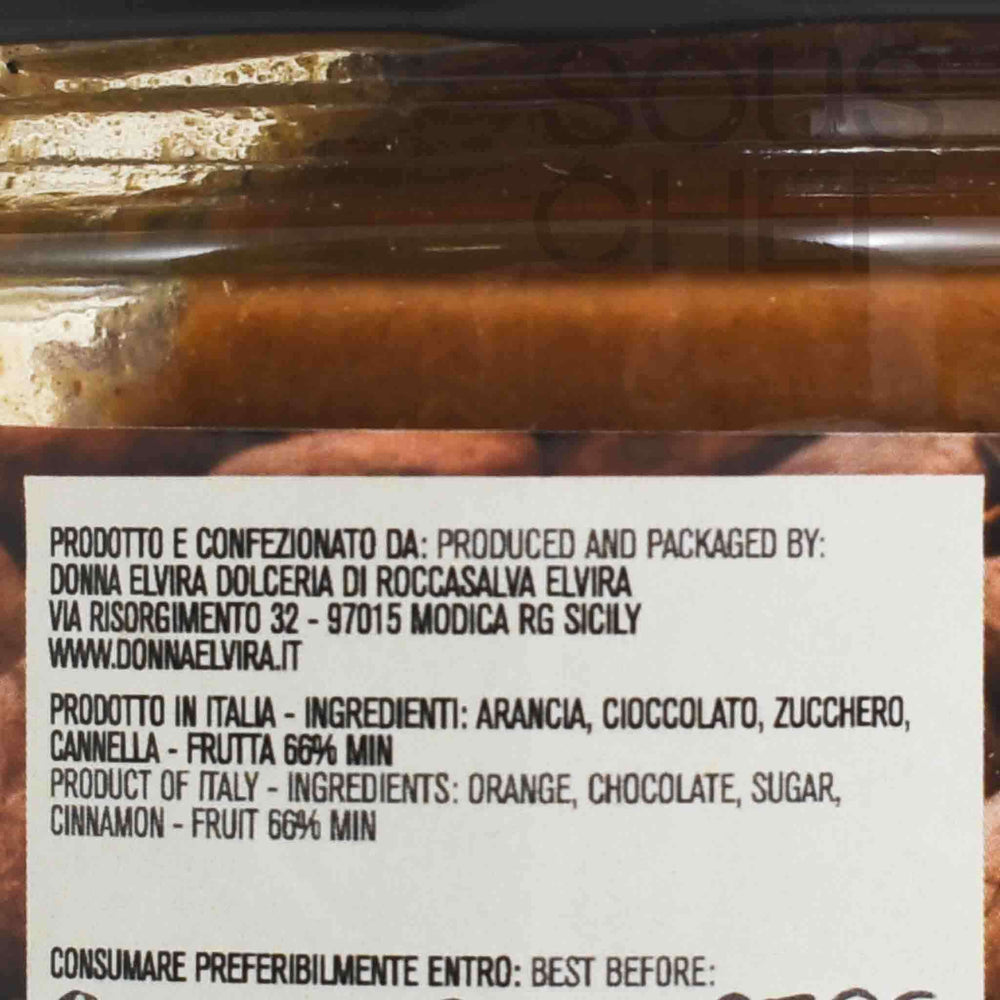 SOUS
CHEF
PRODOTTO E CONFEZIONATO DA: PRODUCED AND PACKAGED BY:
DONNA ELVIRA DOLCERIA DI ROCCASALVA ELVIRA
VIA RISORGIMENTO 32 - 97015 MODICA RG SICILY
WWW.DONNAELVIRA.IT
PRODOTTO IN ITALIA - INGREDIENTI: ARANCIA, CIOCCOLATO, ZUCCHERO,
CANNELLA - FRUTTA 66% MIN
PRODUCT OF ITALY - INGREDIENTS: ORANGE, CHOCOLATE, SUGAR,
CINNAMON - FRUIT 66% MIN
CONSUMARE PREFERIBILMENTE ENTRO: BEST BEFORE: